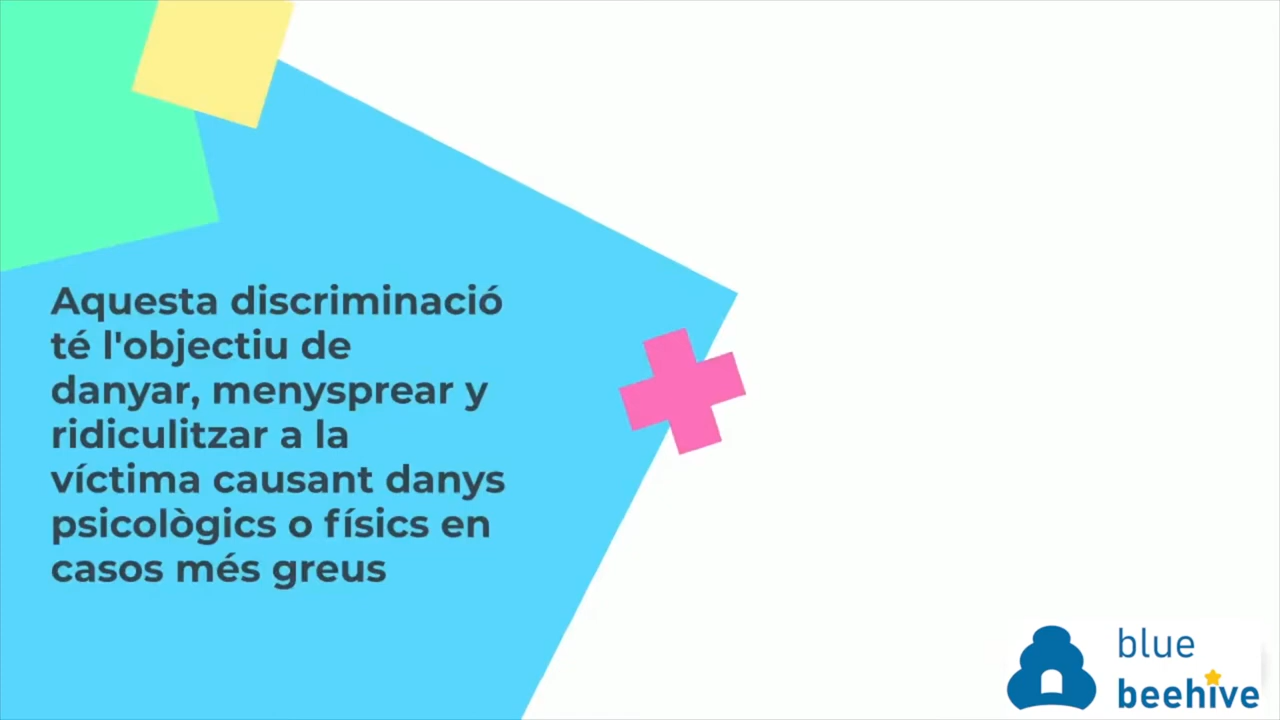 Aquesta discriminació
té l'objectiu de
danyar, menysprear y
ridiculitzar a la
víctima causant danys
psicològics o físics en
casos més greus
blue
beehive